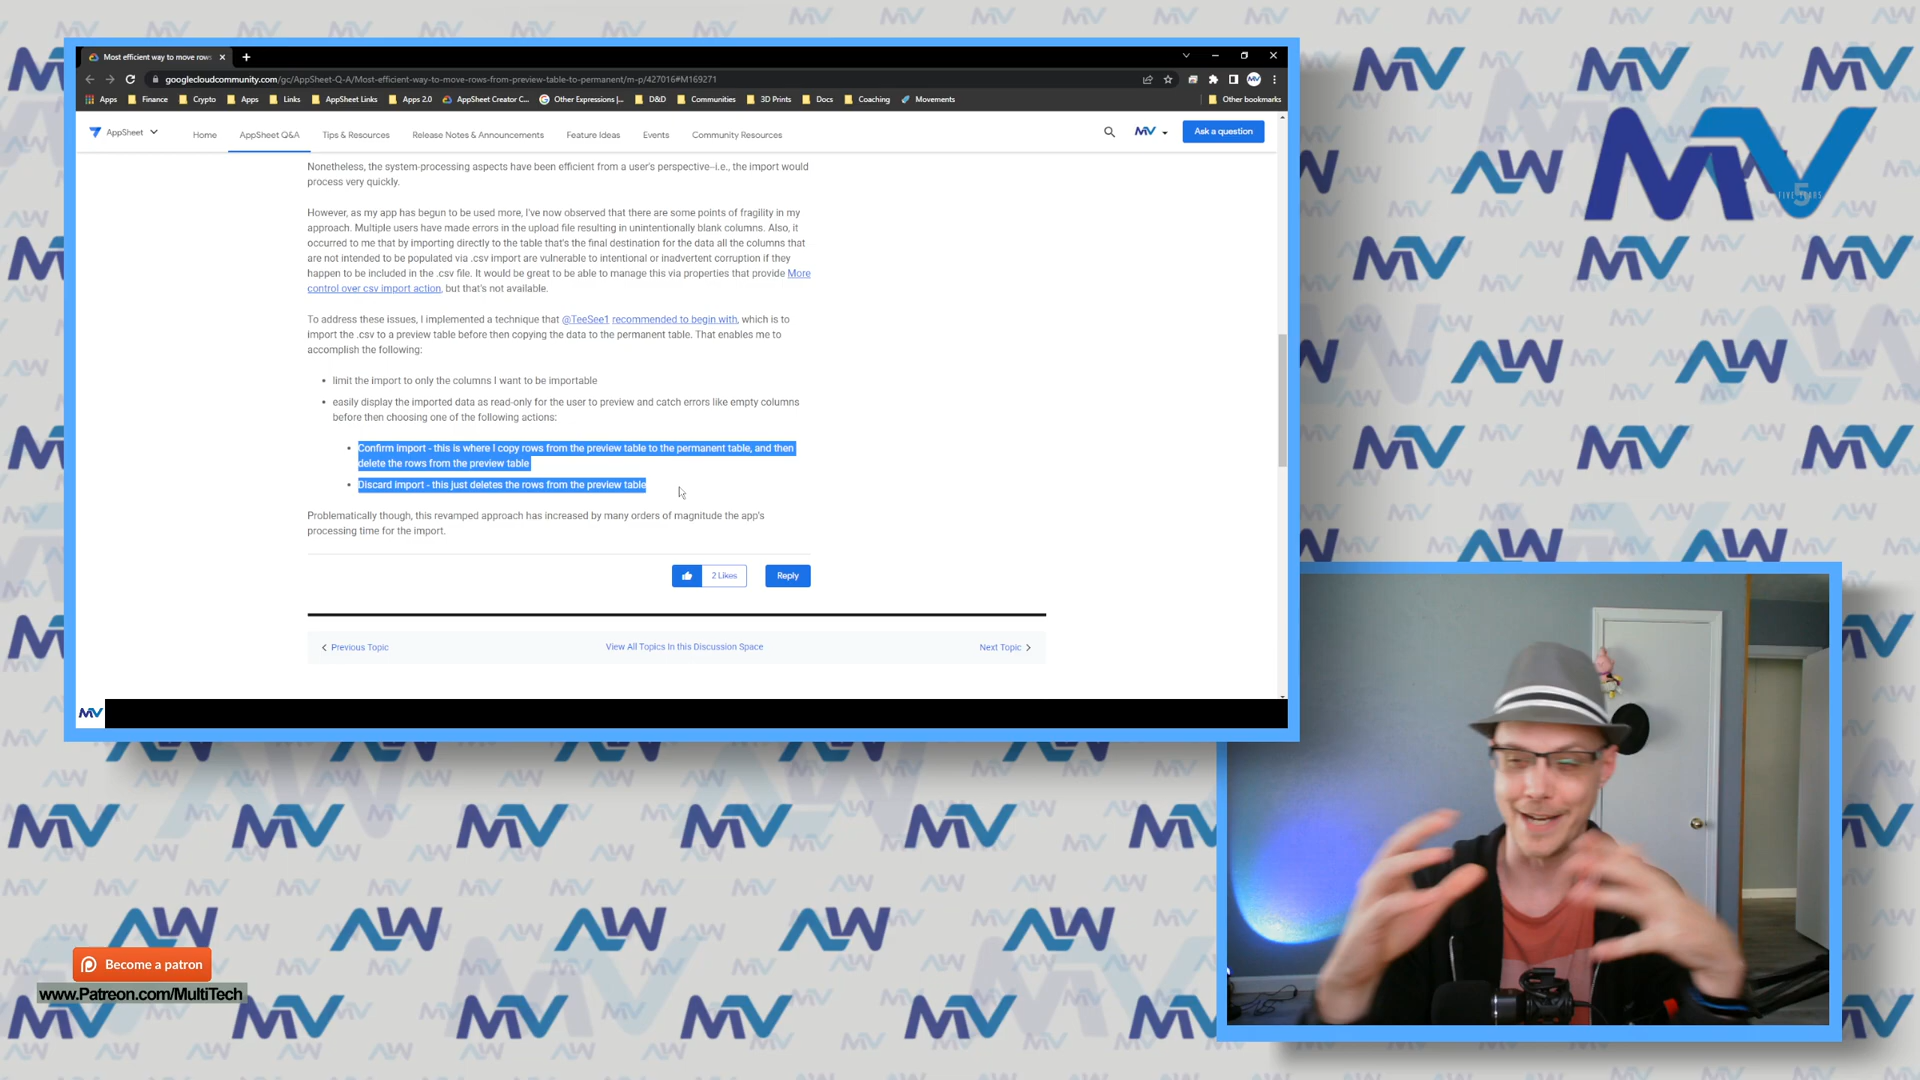 Most efficient way to move rows
googlecloudcommunity.com/gc/AppSheet-Q-A/Most-efficient-way-to-move-rows-from-preview-table-to-permanent/m-p/427016#M169271
Apps Finance Crypto Apps Links AppSheet Links Apps 2.0 AppSheet Creator C... Other Expressions |... D&D Communities 3D Prints Docs Coaching Movements Other bookmarks
AppSheet Home AppSheet Q&A Tips & Resources Release Notes & Announcements Feature Ideas Events Community Resources MV Ask a question
Nonetheless, the system-processing aspects have been efficient from a user's perspective--i.e., the import would
process very quickly.
However, as my app has begun to be used more, I've now observed that there are some points of fragility in my
approach. Multiple users have made errors in the upload file resulting in unintentionally blank columns. Also, it
occurred to me that by importing directly to the table that's the final destination for the data all the columns that
are not intended to be populated via .csv import are vulnerable to intentional or inadvertent corruption if they
happen to be included in the .csv file. It would be great to be able to manage this via properties that provide More
control over csv import action, but that's not available.
To address these issues, I implemented a technique that @TeeSee1 recommended to begin with, which is to
import the .csv to a preview table before then copying the data to the permanent table. That enables me to
accomplish the following:
• limit the import to only the columns I want to be importable
• easily display the imported data as read-only for the user to preview and catch errors like empty columns
before then choosing one of the following actions:
• Confirm import - this is where I copy rows from the preview table to the permanent table, and then
delete the rows from the preview table
• Discard import - this just deletes the rows from the preview table
Problematically though, this revamped approach has increased by many orders of magnitude the app's
processing time for the import.
2 Likes Reply
Previous Topic View All Topics In this Discussion Space Next Topic
MV
MV
5
FIVE YEARS
Become a patron
www.Patreon.com/MultiTech